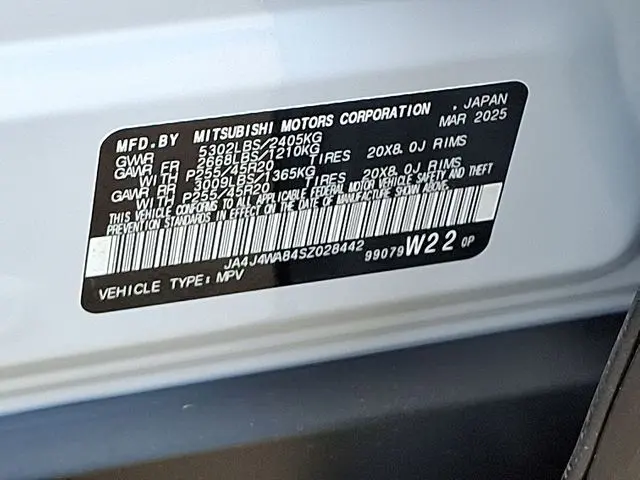 MFD.BY MITSUBISHI MOTORS CORPORATION , JAPAN
GWVR 5302LBS/2405KG MAR 2025
GAWR FR 2668LBS/1210KG
WITH P255/45R20 TIRES 20X8.0J RIMS
GAWR RR 3009LBS/1365KG
WITH P255/45R20 TIRES 20X8.0J RIMS
THIS VEHICLE CONFORMS TO ALL APPLICABLE FEDERAL MOTOR VEHICLE SAFETY AND THEFT
PREVENTION STANDARDS IN EFFECT ON THE DATE OF MANUFACTURE SHOWN ABOVE.
JA4J4WA84SZ028442 99079 W22 0P
VEHICLE TYPE: MPV